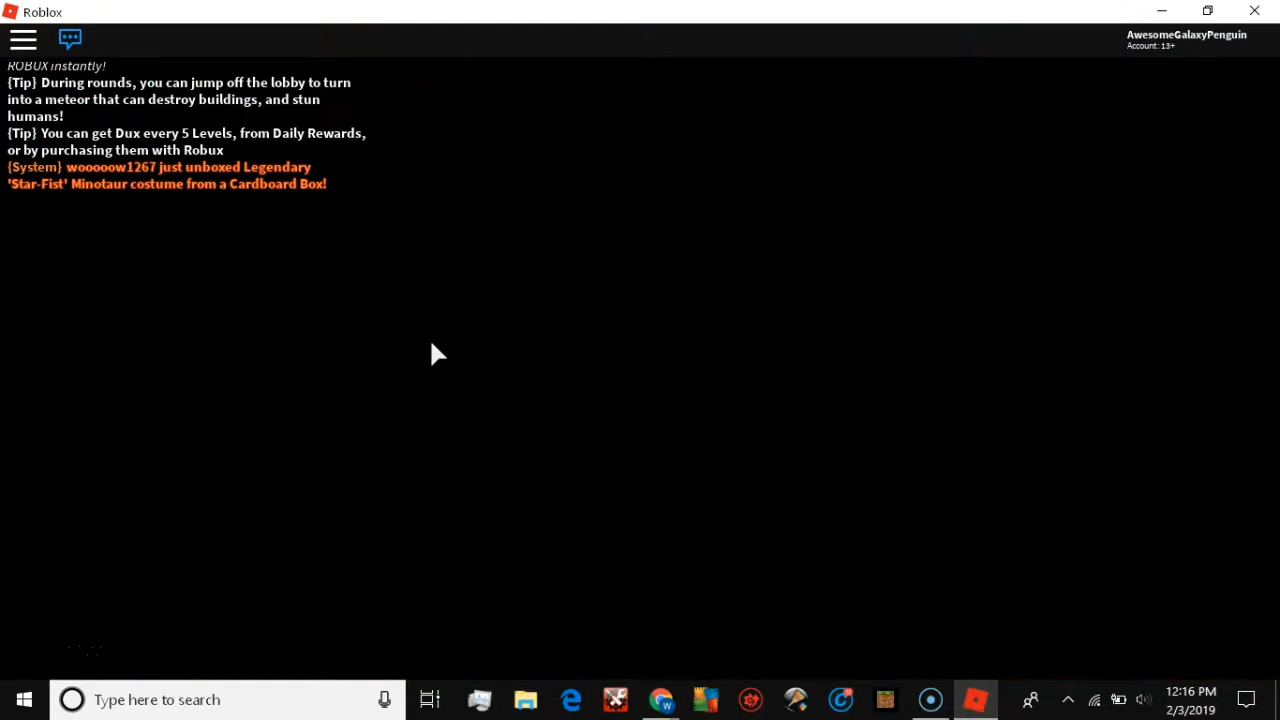 Roblox
AwesomeGalaxyPenguin
Account: 13+
ROBUX instantly!
{Tip} During rounds, you can jump off the lobby to turn
into a meteor that can destroy buildings, and stun
humans!
{Tip} You can get Dux every 5 Levels, from Daily Rewards,
or by purchasing them with Robux
{System} wooooow1267 just unboxed Legendary
'Star-Fist' Minotaur costume from a Cardboard Box!
Type here to search
12:16 PM
2/3/2019